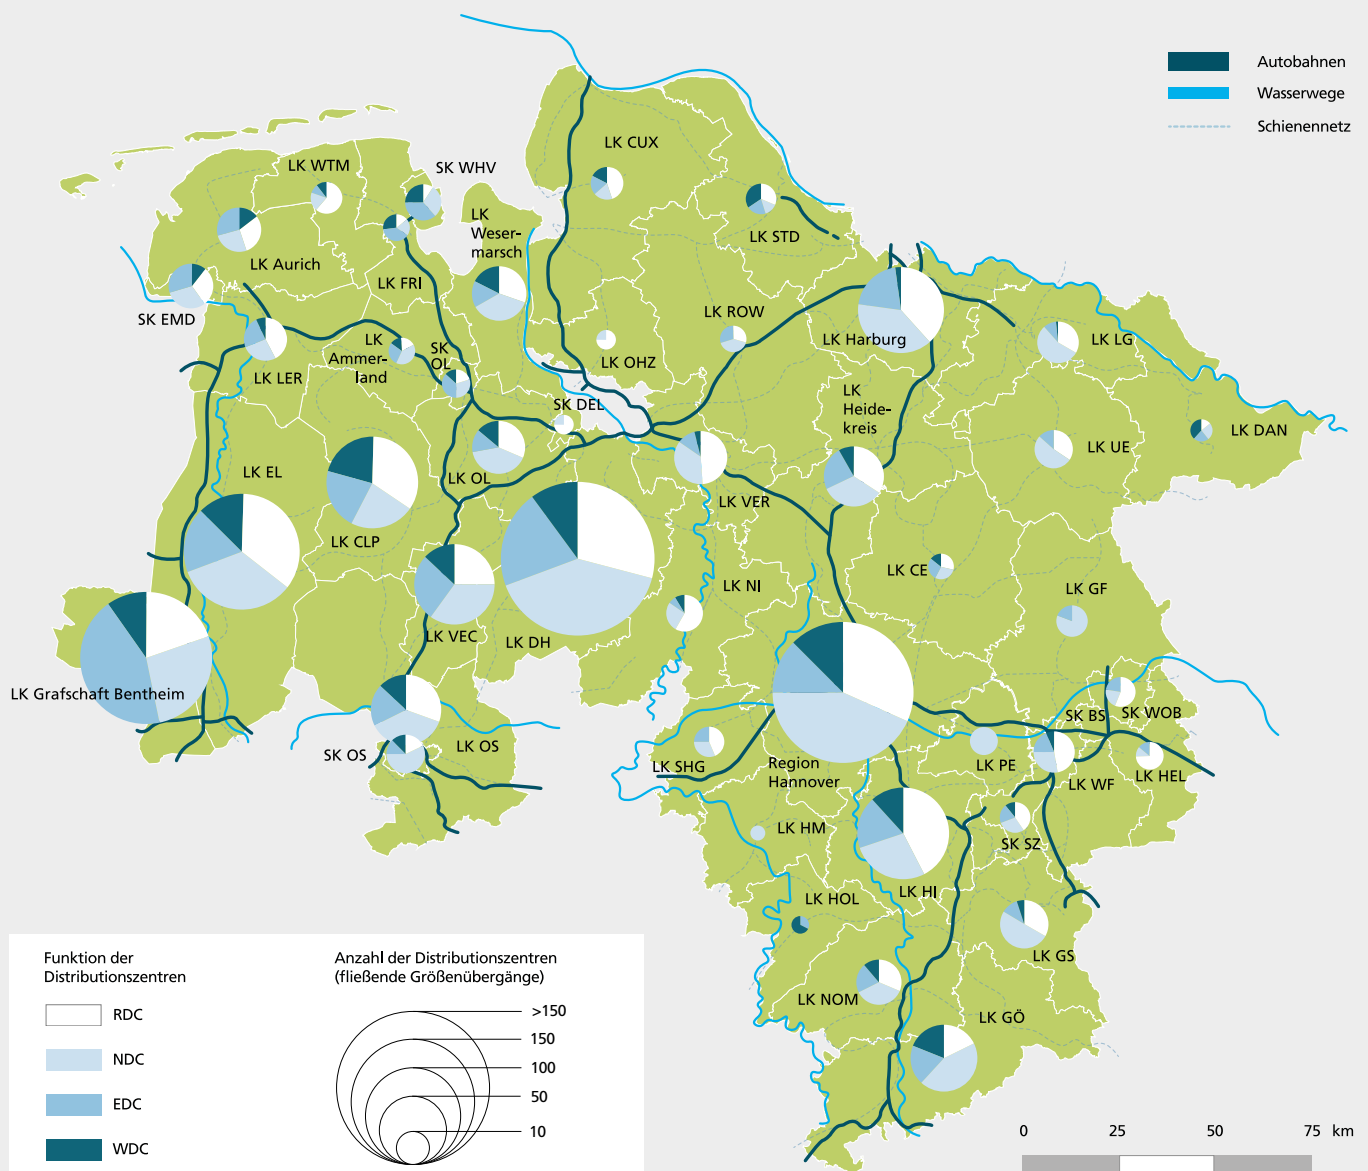 Autobahnen
Wasserwege
Schienennetz
LK CUX
LK WTM
SK WHV
LK
Weser-
marsch
LK STD
LK Aurich
LK FRI
SK EMD
LK ROW
LK Harburg
LK LG
LK
Ammer-
land
SK
OL
LK OHZ
LK LER
LK
Heide-
kreis
SK DEL
LK DAN
LK UE
LK EL
LK OL
LK VER
LK CLP
LK CE
LK NI
LK GF
LK VEC
LK DH
LK Grafschaft Bentheim
SK BS
SK WOB
SK OS
LK OS
LK SHG
Region
Hannover
LK PE
LK WF
LK HEL
LK HM
SK SZ
LK HI
LK HOL
LK GS
LK NOM
LK GÖ
Funktion der
Distributionszentren
RDC
NDC
EDC
WDC
Anzahl der Distributionszentren
(fließende Größenübergänge)
>150
150
100
50
10
0 25 50 75 km